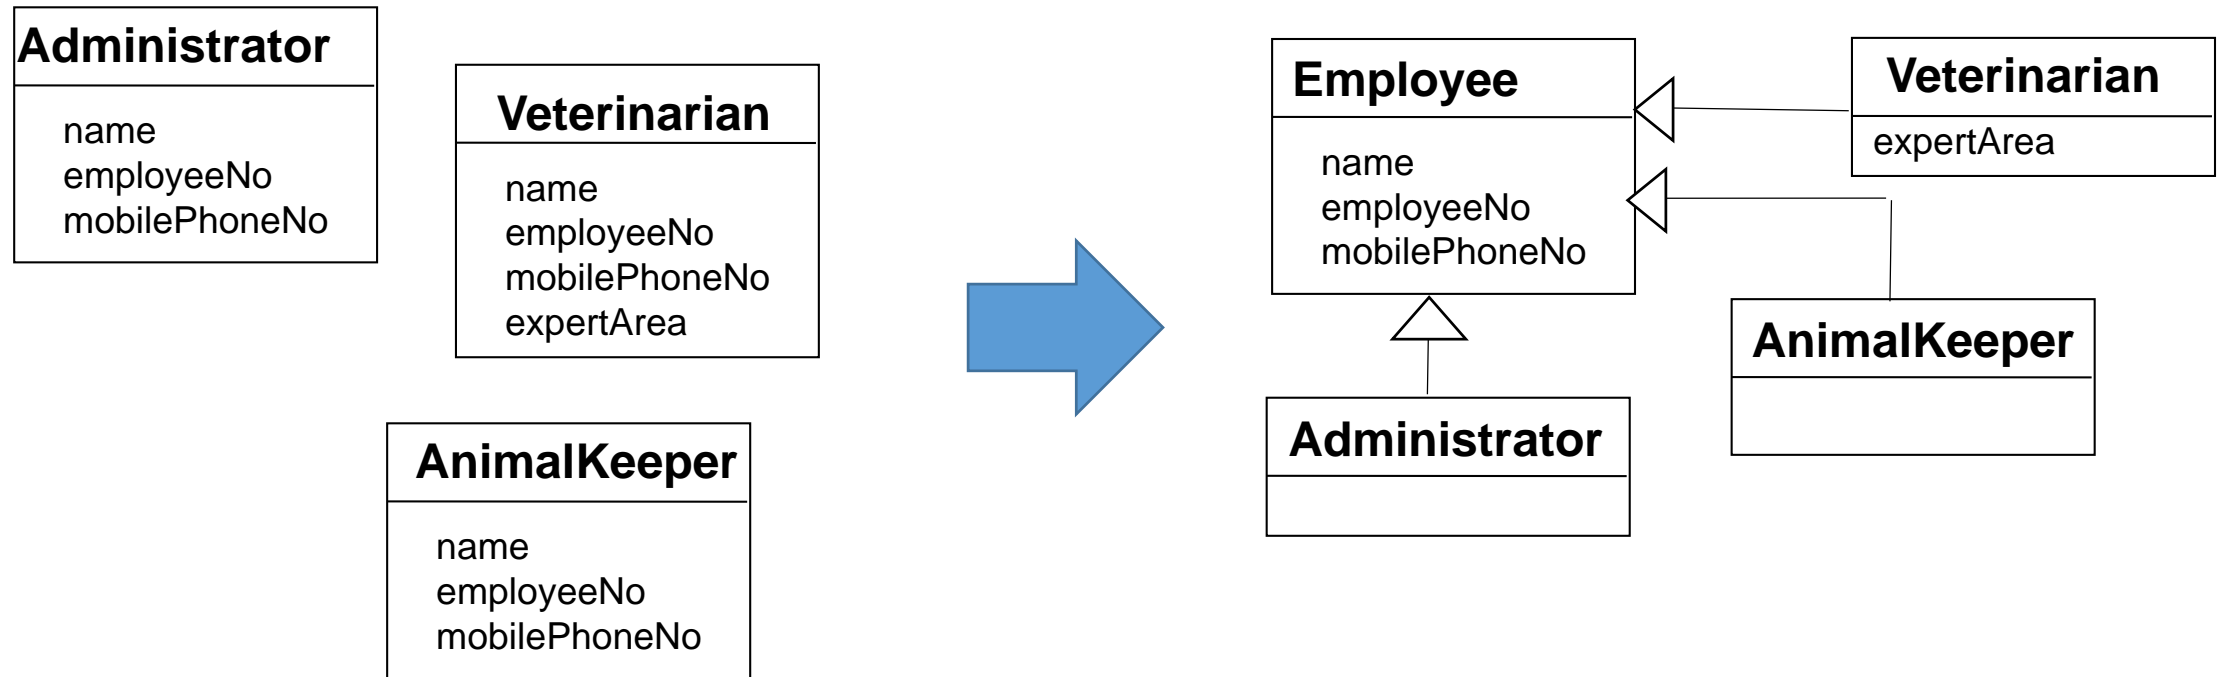 Administrator
name
employeeNo
mobilePhoneNo
Veterinarian
name
employeeNo
mobilePhoneNo
expertArea
AnimalKeeper
name
employeeNo
mobilePhoneNo
Employee
name
employeeNo
mobilePhoneNo
Veterinarian
expertArea
AnimalKeeper
Administrator